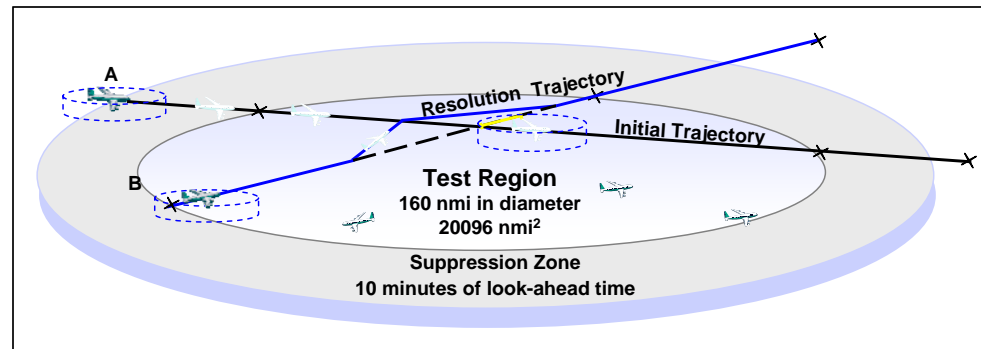 A
Resolution Trajectory
Initial Trajectory
B
Test Region
160 nmi in diameter
20096 nmi²
Suppression Zone
10 minutes of look-ahead time